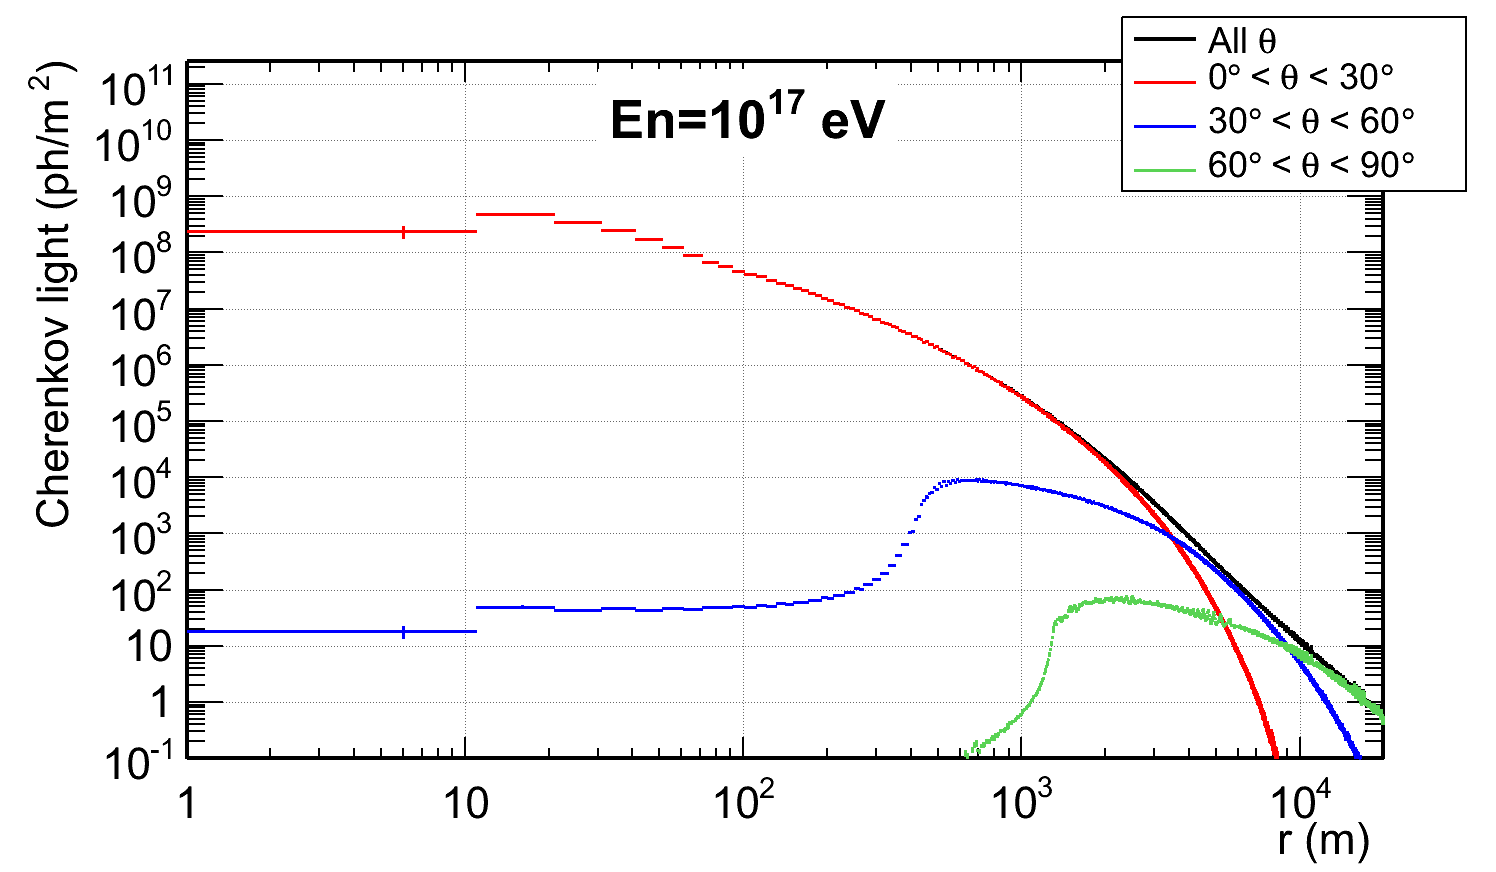 All θ
0° < θ < 30°
30° < θ < 60°
60° < θ < 90°
En=10¹⁷ eV
Cherenkov light (ph/m²)
10¹¹
10¹⁰
10⁹
10⁸
10⁷
10⁶
10⁵
10⁴
10³
10²
10
1
10⁻¹
1 10 10² 10³ 10⁴
r (m)